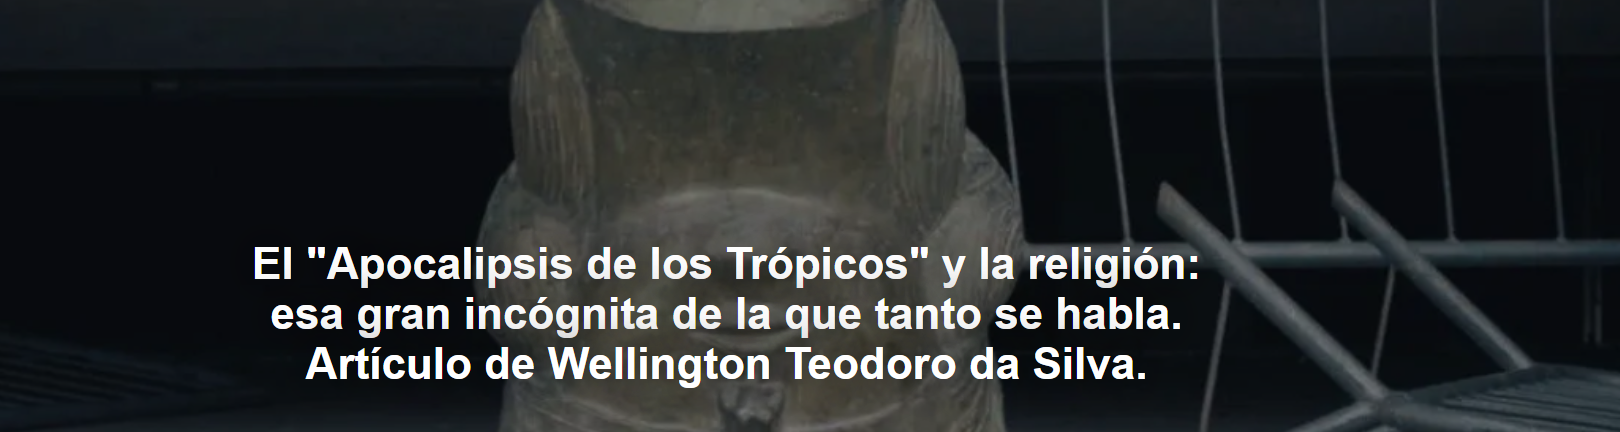 El "Apocalipsis de los Trópicos" y la religión:
esa gran incógnita de la que tanto se habla.
Artículo de Wellington Teodoro da Silva.